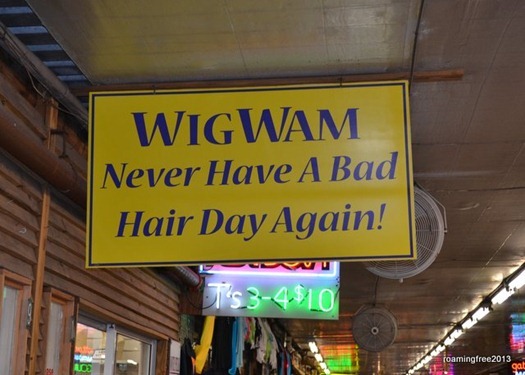 WIGWAM
NEVER HAVE A BAD
HAIR DAY AGAIN!
T's 3-4$10
roamingfree2013